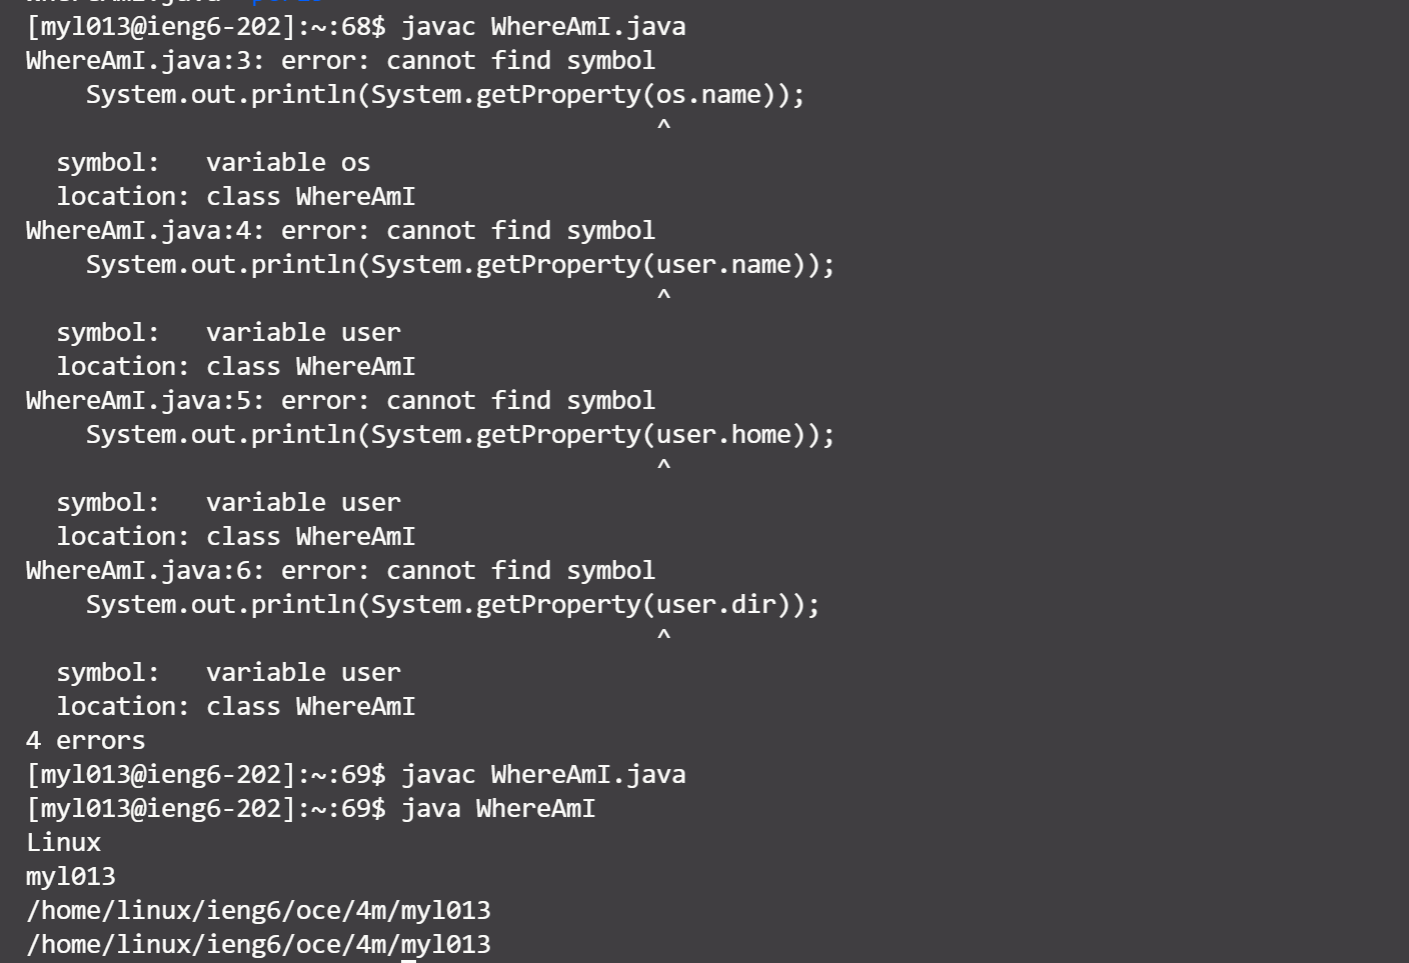 [myl013@ieng6-202]:~:68$ javac WhereAmI.java
WhereAmI.java:3: error: cannot find symbol
    System.out.println(System.getProperty(os.name));
                                          ^
  symbol:   variable os
  location: class WhereAmI
WhereAmI.java:4: error: cannot find symbol
    System.out.println(System.getProperty(user.name));
                                          ^
  symbol:   variable user
  location: class WhereAmI
WhereAmI.java:5: error: cannot find symbol
    System.out.println(System.getProperty(user.home));
                                          ^
  symbol:   variable user
  location: class WhereAmI
WhereAmI.java:6: error: cannot find symbol
    System.out.println(System.getProperty(user.dir));
                                          ^
  symbol:   variable user
  location: class WhereAmI
4 errors
[myl013@ieng6-202]:~:69$ javac WhereAmI.java
[myl013@ieng6-202]:~:69$ java WhereAmI
Linux
myl013
/home/linux/ieng6/oce/4m/myl013
/home/linux/ieng6/oce/4m/myl013